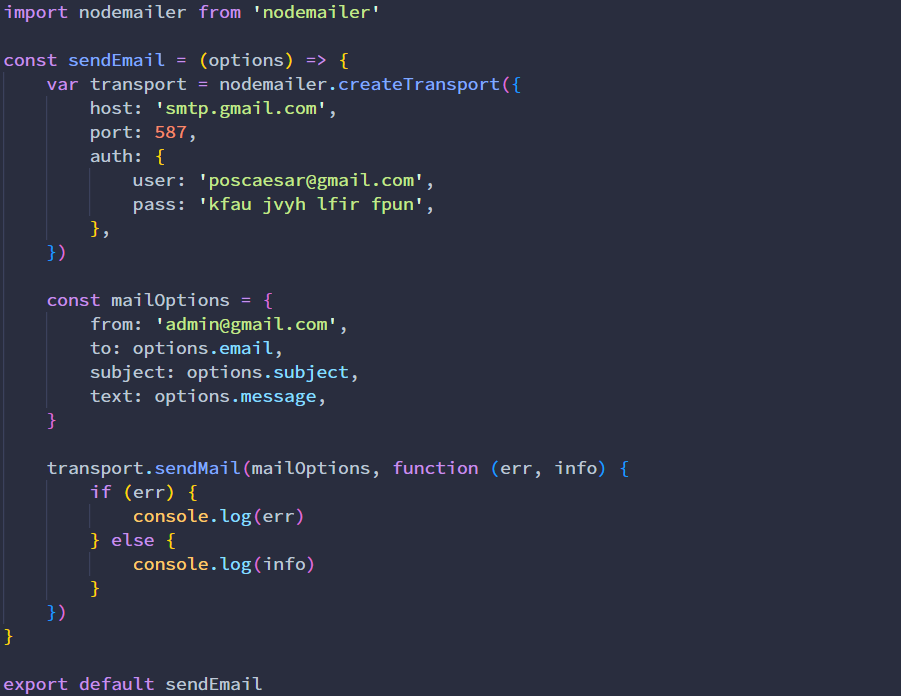 import nodemailer from 'nodemailer'
const sendEmail = (options) => {
var transport = nodemailer.createTransport({
host: 'smtp.gmail.com',
port: 587,
auth: {
user: 'poscaesar@gmail.com',
pass: 'kfau jvyh lfir fpun',
},
})
const mailOptions = {
from: 'admin@gmail.com',
to: options.email,
subject: options.subject,
text: options.message,
}
transport.sendMail(mailOptions, function (err, info) {
if (err) {
console.log(err)
} else {
console.log(info)
}
})
}
export default sendEmail